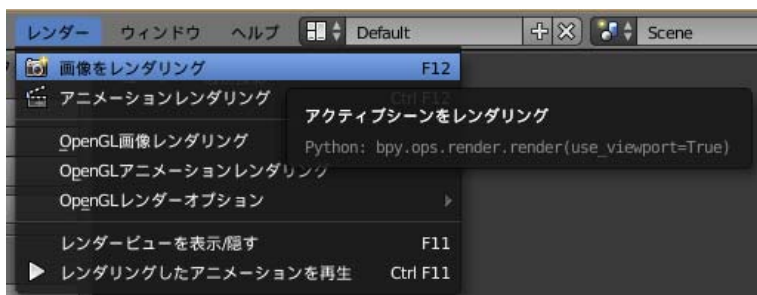 レンダー ウィンドウ ヘルプ Default Scene
画像をレンダリング F12
アニメーションレンダリング Ctrl F12
アクティブシーンをレンダリング
Python: bpy.ops.render.render(use_viewport=True)
OpenGL画像レンダリング
OpenGLアニメーションレンダリング
OpenGLレンダーオプション
レンダービューを表示/隠す F11
レンダリングしたアニメーションを再生 Ctrl F11